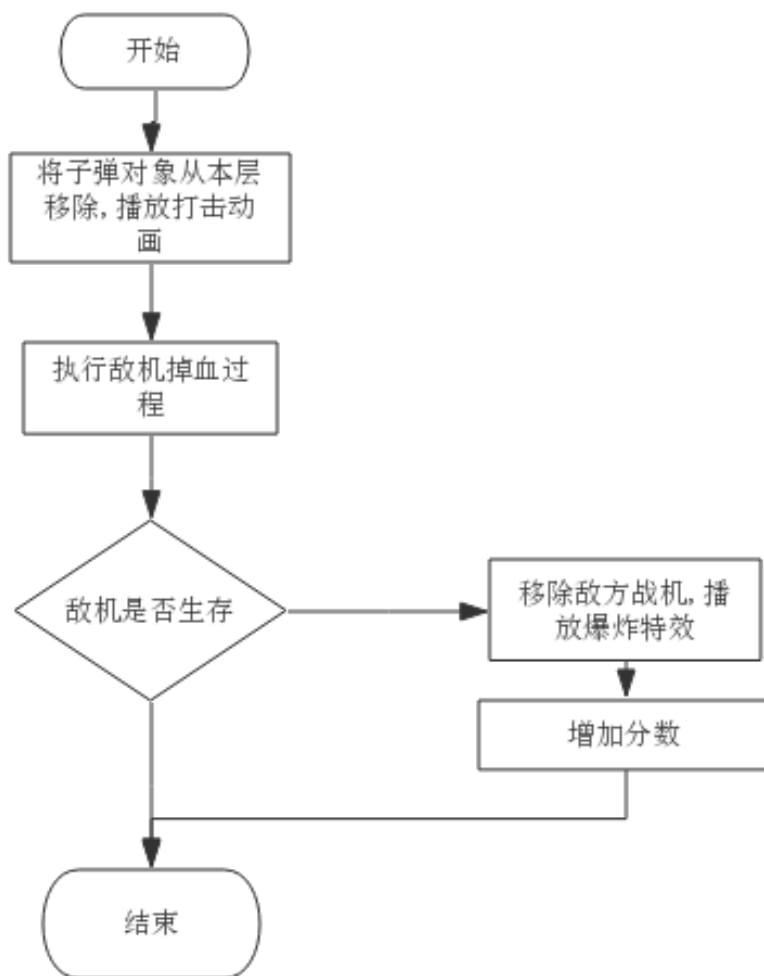 开始
将子弹对象从本层
移除,播放打击动
画
执行敌机掉血过
程
敌机是否生存
移除敌方战机,播
放爆炸特效
增加分数
结束